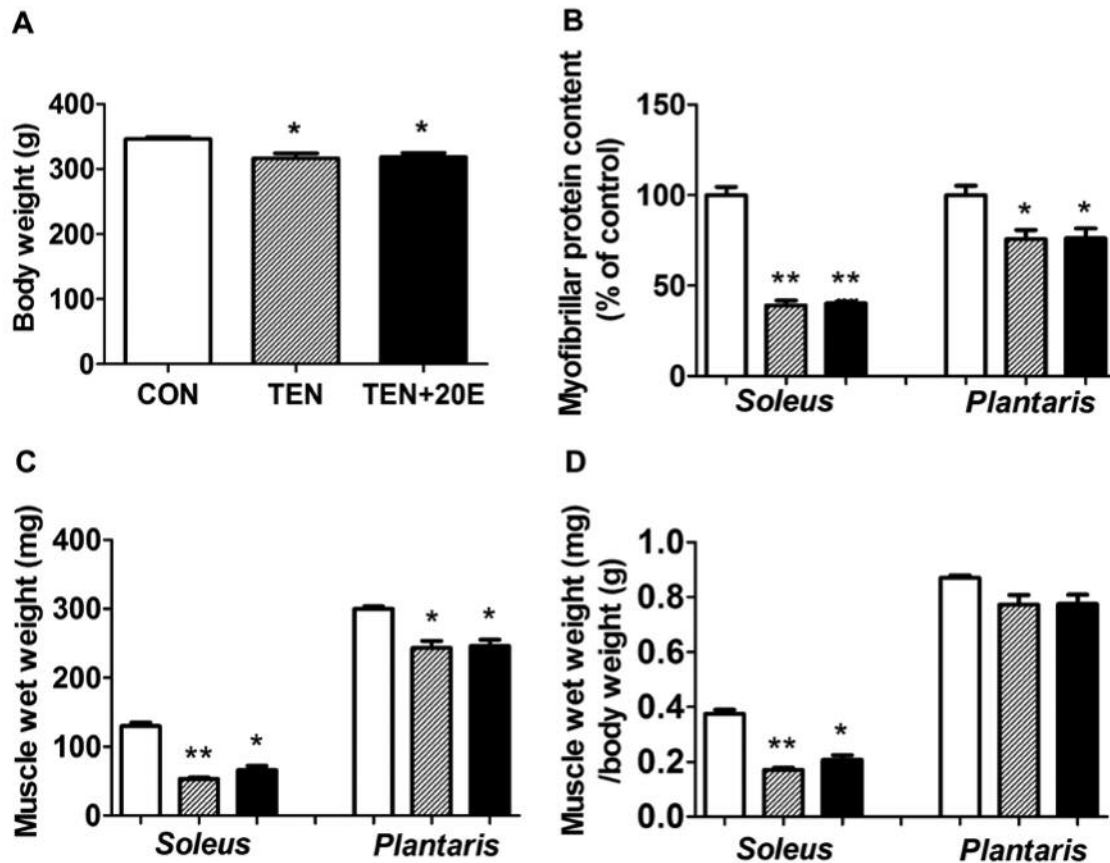 A
Body weight (g)
400
300
200
100
0
*
*
CON TEN TEN+20E
B
Myofibrillar protein content
(% of control)
150
100
50
0
**
**
*
*
Soleus Plantaris
C
Muscle wet weight (mg)
400
300
200
100
0
**
*
*
*
Soleus Plantaris
D
Muscle wet weight (mg)
/body weight (g)
1.0
0.8
0.6
0.4
0.2
0.0
**
*
Soleus Plantaris